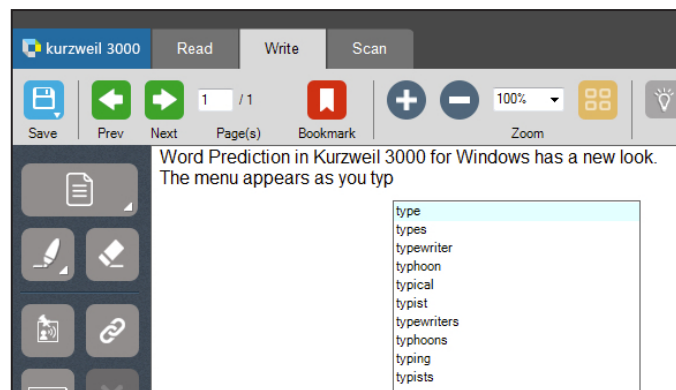 kurzweil 3000 Read Write Scan
1 / 1 100%
Save Prev Next Page(s) Bookmark Zoom
Word Prediction in Kurzweil 3000 for Windows has a new look.
The menu appears as you typ
type
types
typewriter
typhoon
typical
typist
typewriters
typhoons
typing
typists